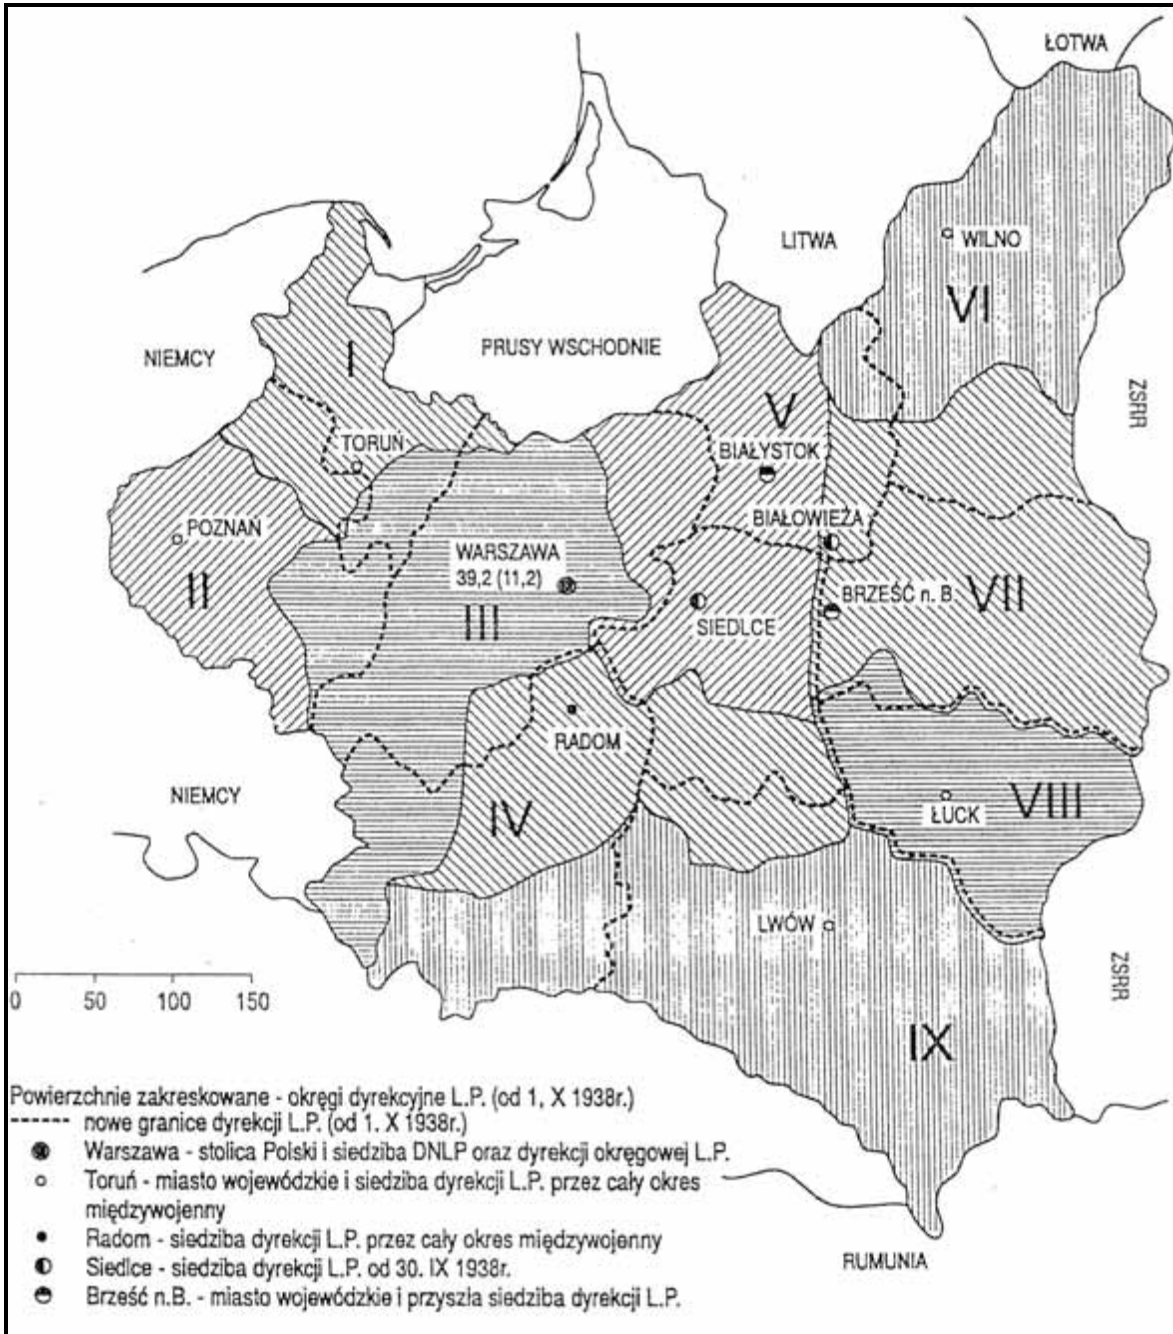 ŁOTWA
WILNO
LITWA
VI
NIEMCY
I
PRUSY WSCHODNIE
ZSRR
V
TORUŃ
BIAŁYSTOK
POZNAŃ
BIAŁOWIEŻA
WARSZAWA
39,2 (11,2)
II
III
SIEDLCE
BRZEŚĆ n. B.
VII
RADOM
NIEMCY
IV
ŁUCK
VIII
LWÓW
ZSRR
0 50 100 150
IX
Powierzchnie zakreskowane - okręgi dyrekcyjne L.P. (od 1, X 1938r.)
nowe granice dyrekcji L.P. (od 1. X 1938r.)
Warszawa - stolica Polski i siedziba DNLP oraz dyrekcji okręgowej L.P.
Toruń - miasto wojewódzkie i siedziba dyrekcji L.P. przez cały okres
międzywojenny
Radom - siedziba dyrekcji L.P. przez cały okres międzywojenny
Siedlce - siedziba dyrekcji L.P. od 30. IX 1938r.
Brześć n.B. - miasto wojewódzkie i przyszła siedziba dyrekcji L.P.
RUMUNIA